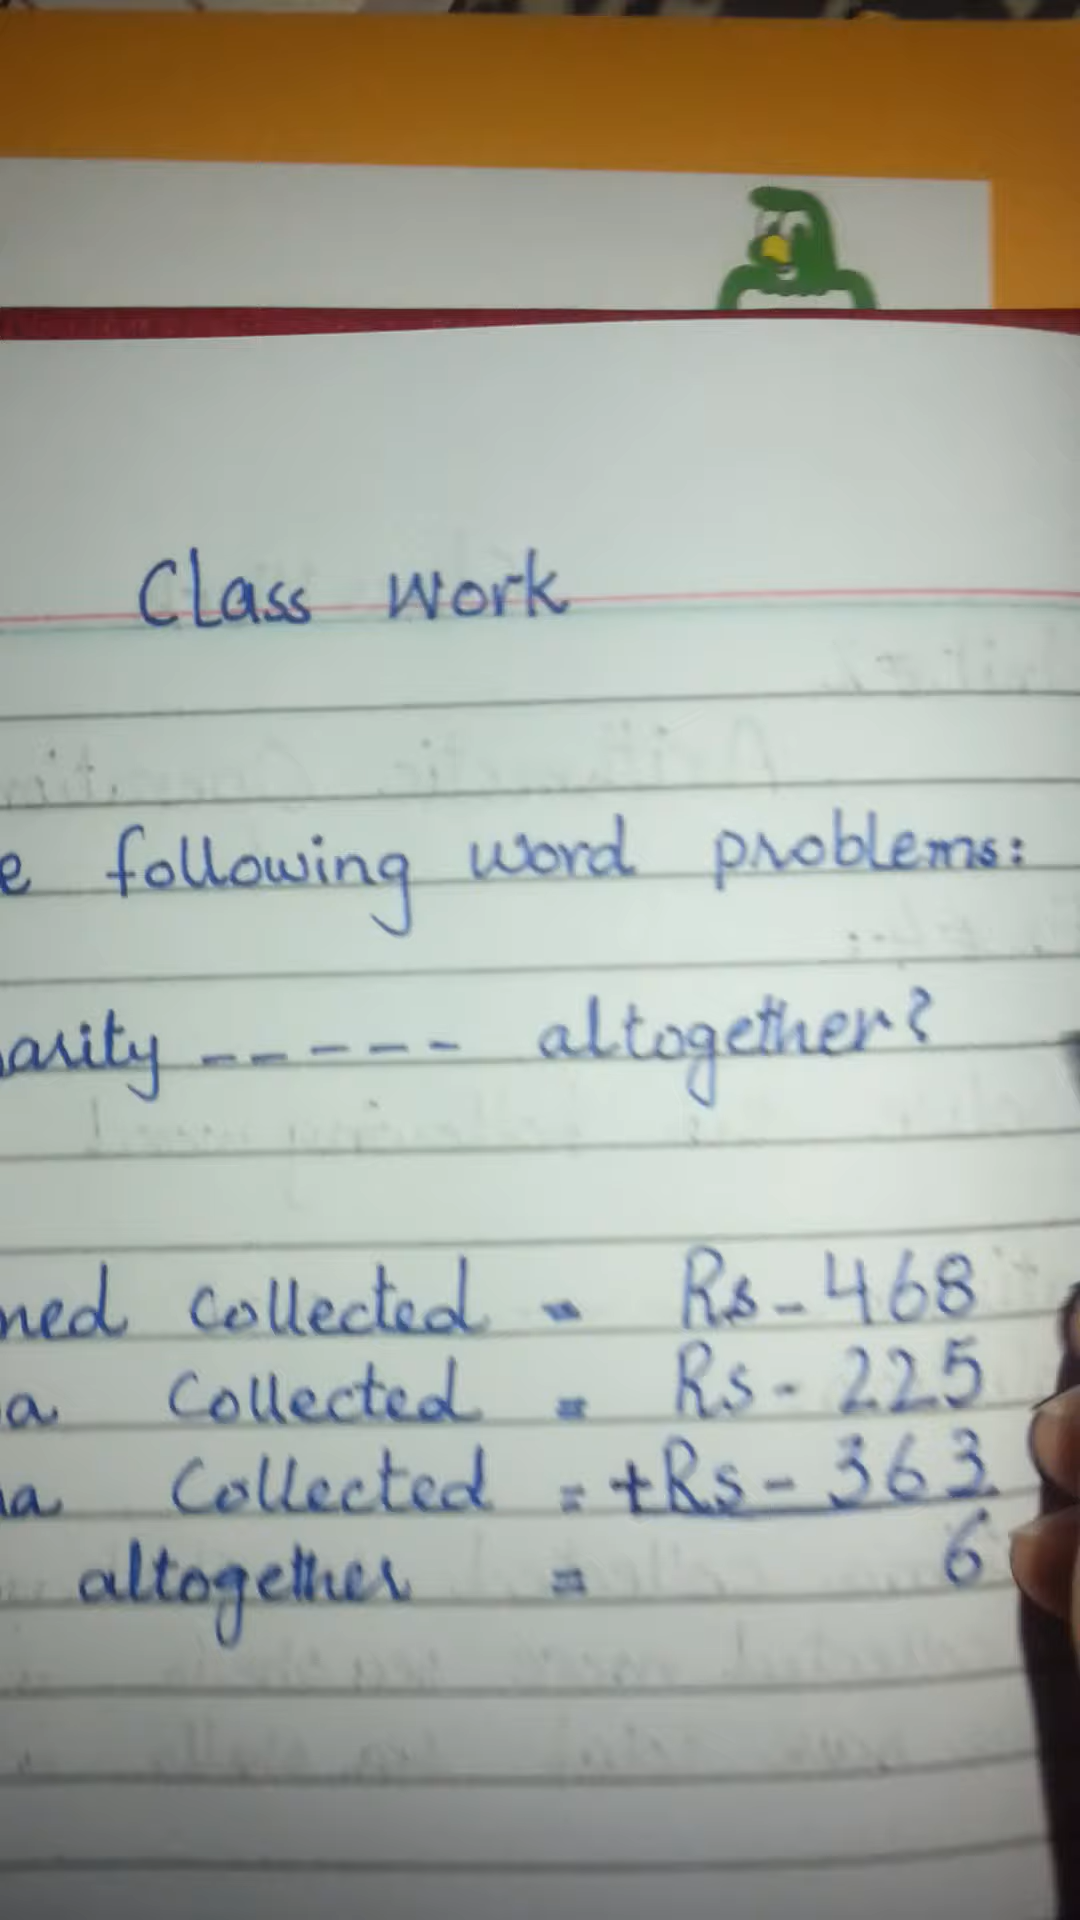 Class work
e following word problems:
arity ----- altogether?
ned collected = Rs-468
a collected = Rs-225
a collected = +Rs-363
altogether = 6